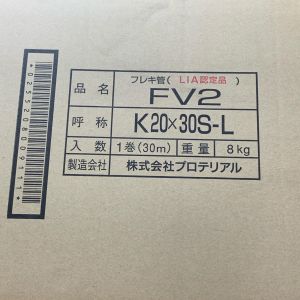 フレキ管（LIA認定品）
品名 FV2
呼称 K20×30S-L
入数 1巻(30m) 重量 8kg
製造会社 株式会社プロテリアル